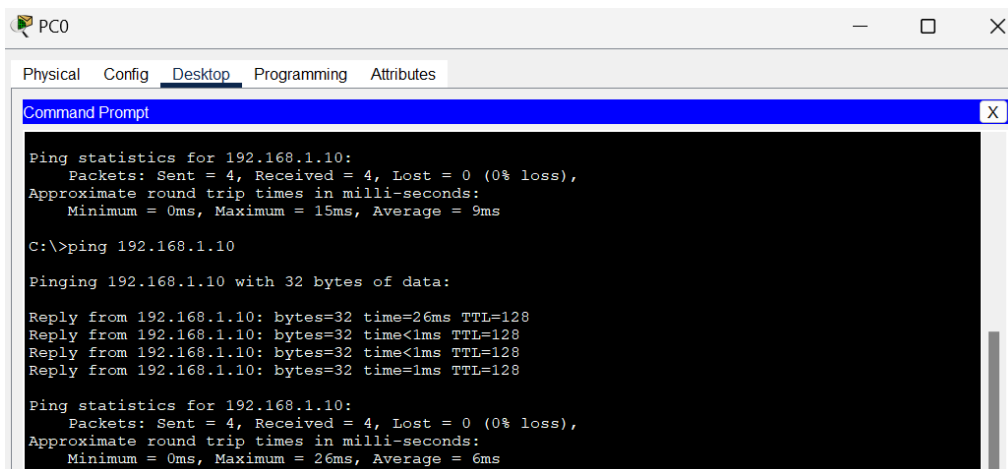 PC0
Physical Config Desktop Programming Attributes
Command Prompt
X
Ping statistics for 192.168.1.10:
Packets: Sent = 4, Received = 4, Lost = 0 (0% loss),
Approximate round trip times in milli-seconds:
Minimum = 0ms, Maximum = 15ms, Average = 9ms
C:\>ping 192.168.1.10
Pinging 192.168.1.10 with 32 bytes of data:
Reply from 192.168.1.10: bytes=32 time=26ms TTL=128
Reply from 192.168.1.10: bytes=32 time<1ms TTL=128
Reply from 192.168.1.10: bytes=32 time<1ms TTL=128
Reply from 192.168.1.10: bytes=32 time=1ms TTL=128
Ping statistics for 192.168.1.10:
Packets: Sent = 4, Received = 4, Lost = 0 (0% loss),
Approximate round trip times in milli-seconds:
Minimum = 0ms, Maximum = 26ms, Average = 6ms